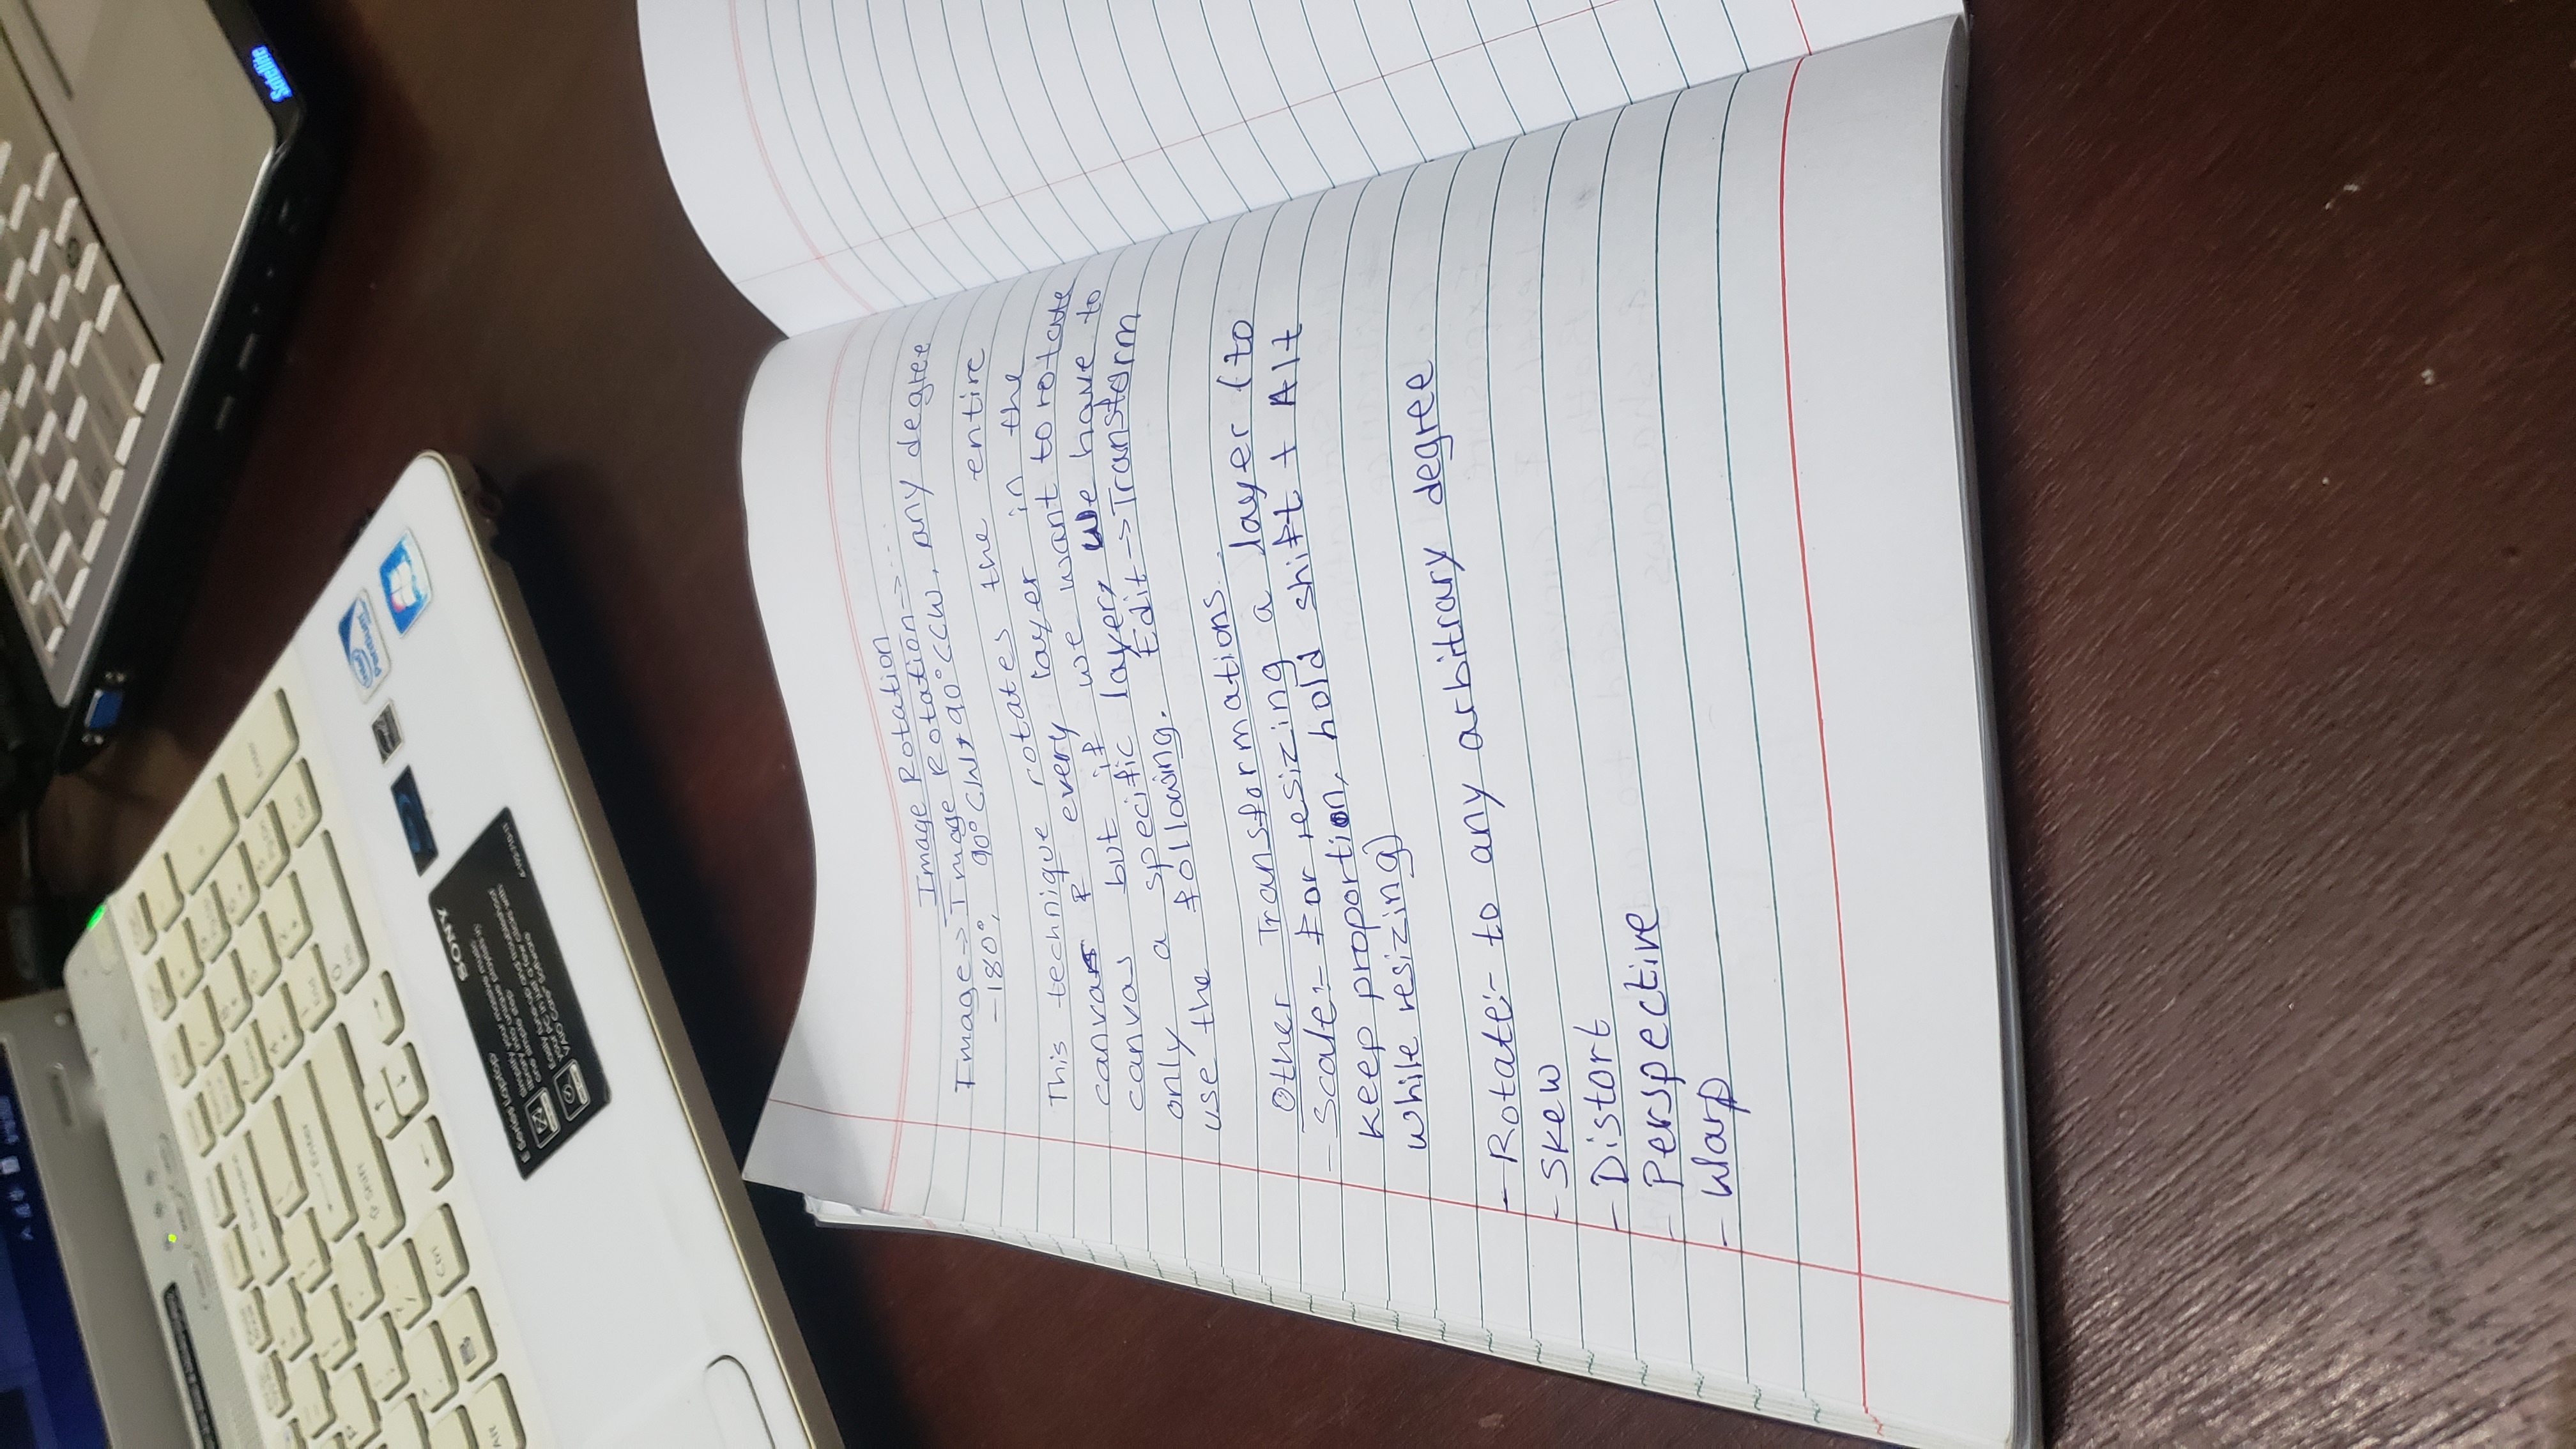 Backspace
Enter
Shift
Ctrl
Alt
End
Ins
Del
Enter
SONY
E Series Laptop
Simplify your massive music
library into unique playlists in
one simple step
Easily tune-up and troubleshoot
your PC in just a few clicks with
VAIO Care™ Software
intel
Pentium
Satellite
Image Rotation
Image → Image Rotation → ...
- 180°, 90° CW, 90° CCW, any degree
This technique rotates the entire
canvas & every layer in the
canvas but if we want to rotate
only a specific layer, we have to
use the following. Edit → Transform
Other Transformations.
- Scale:- for resizing a layer (to
keep proportion, hold shift + Alt
while resizing)
- Rotate:- to any arbitrary degree
- Skew
- Distort
- Perspective
- Warp